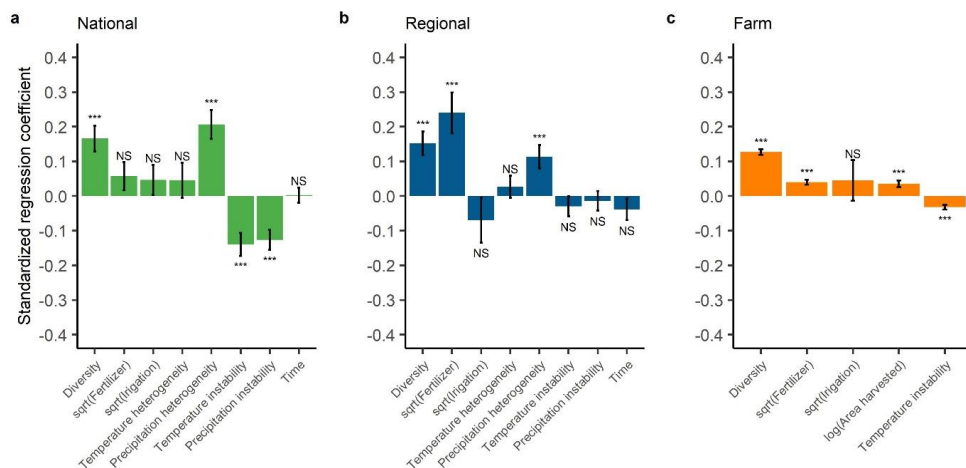 a National
b Regional
c Farm
Standardized regression coefficient
0.4
0.3
0.2
0.1
0.0
-0.1
-0.2
-0.3
-0.4
***
NS
NS
NS
***
***
***
NS
Diversity
sqrt(Fertilizer)
sqrt(Irigation)
Temperature heterogeneity
Precipitation heterogeneity
Temperature instability
Precipitation instability
Time
0.4
0.3
0.2
0.1
0.0
-0.1
-0.2
-0.3
-0.4
***
***
NS
NS
***
NS
NS
NS
Diversity
sqrt(Fertilizer)
sqrt(Irigation)
Temperature heterogeneity
Precipitation heterogeneity
Temperature instability
Precipitation instability
Time
0.4
0.3
0.2
0.1
0.0
-0.1
-0.2
-0.3
-0.4
***
***
NS
***
***
Diversity
sqrt(Fertilizer)
sqrt(Irigation)
log(Area harvested)
Temperature instability